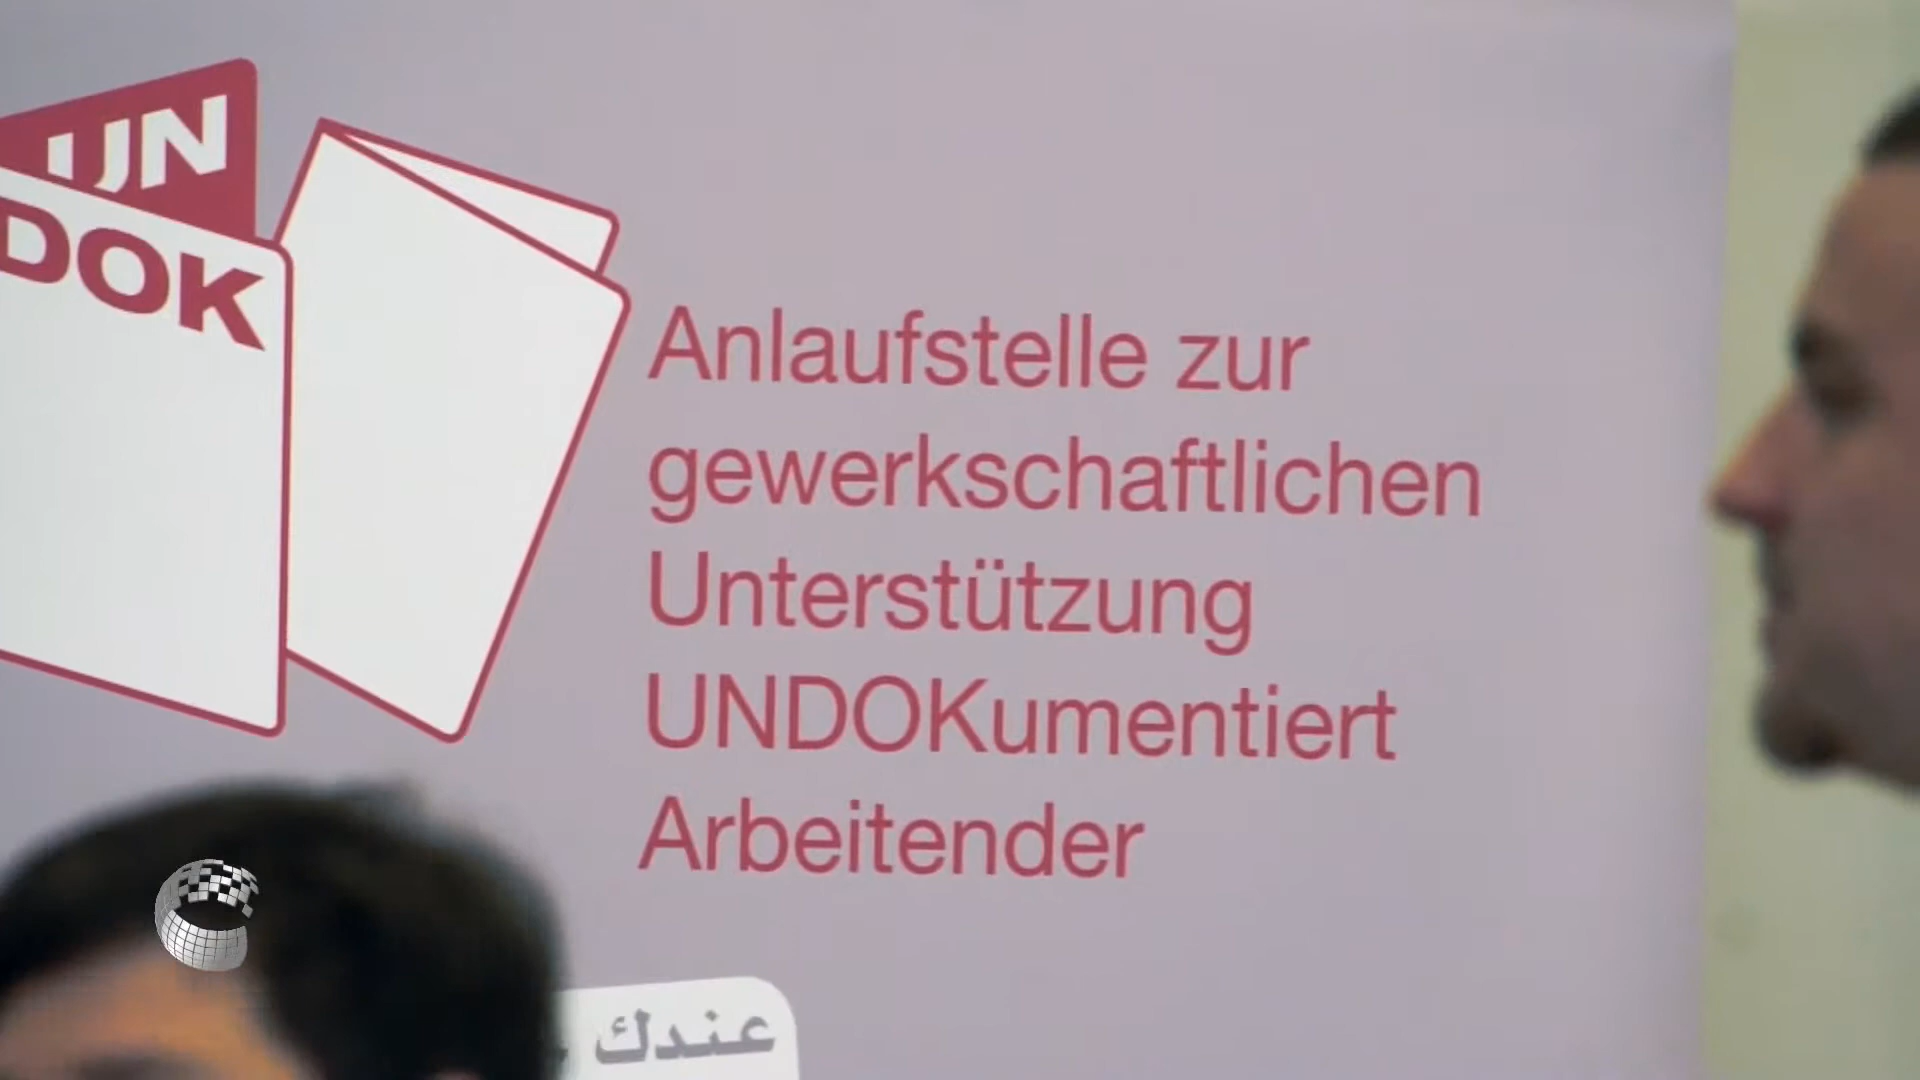 UN
DOK
Anlaufstelle zur
gewerkschaftlichen
Unterstützung
UNDOKumentiert
Arbeitender
عندك